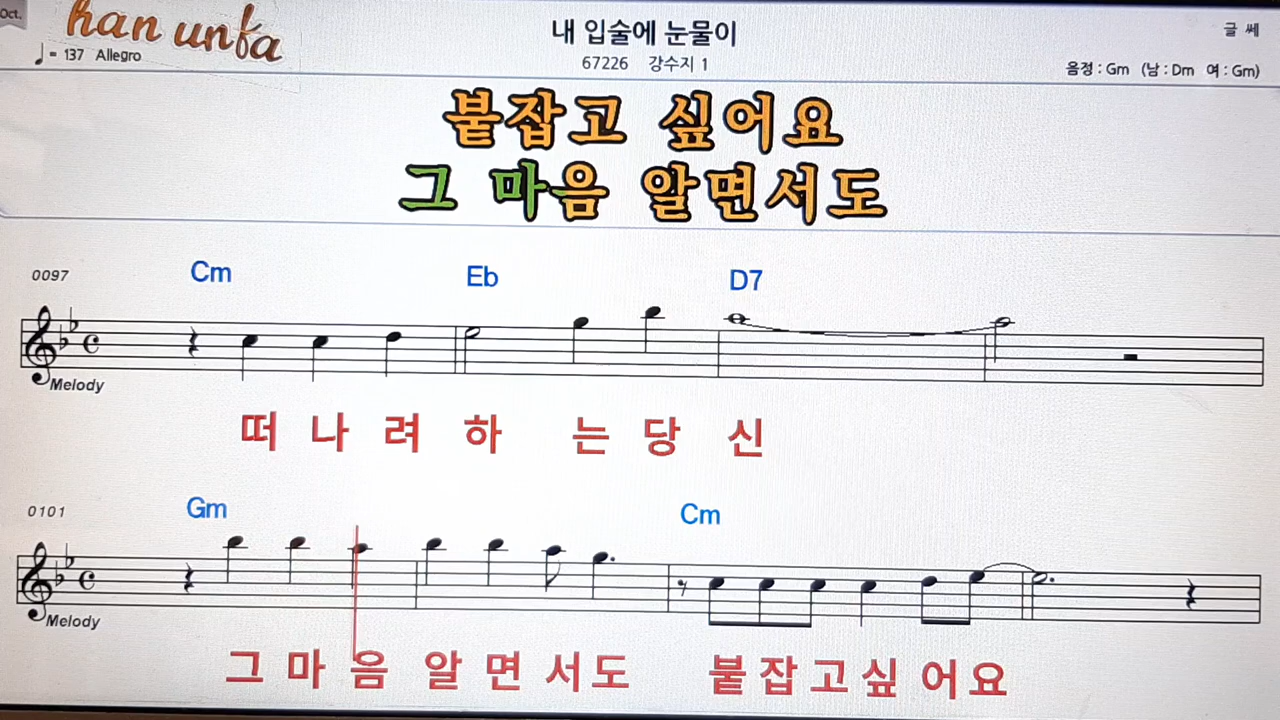 Oct.
han unfa
= 137 Allegro
내 입술에 눈물이
67226 강수지 1
글 쎄
음정 : Gm (남 : Dm 여 : Gm)
붙잡고 싶어요
그 마음 알면서도
0097 Cm Eb D7
Melody
떠 나 려 하 는 당 신
0101 Gm Cm
Melody
그 마 음 알 면 서 도 붙 잡 고 싶 어 요